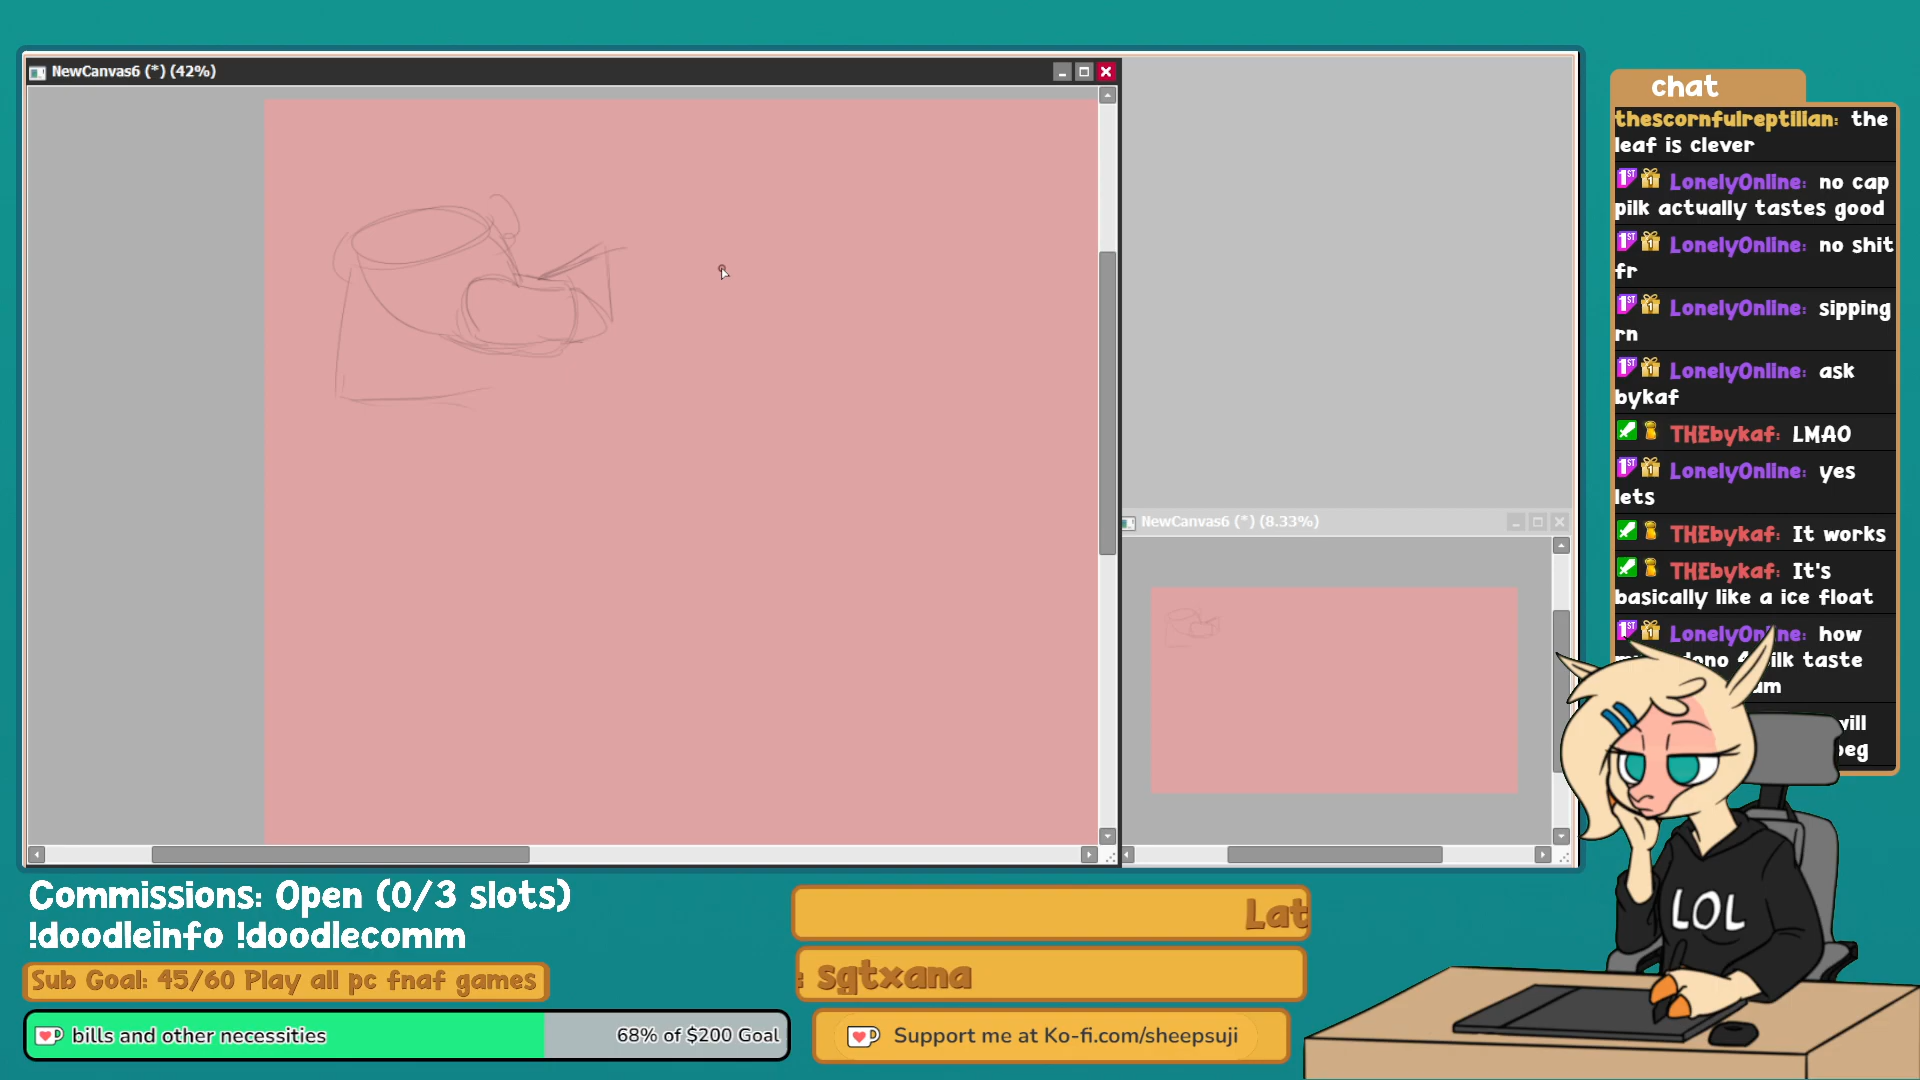 NewCanvas6 (*) (42%)
chat
thescornfulreptilian: the
leaf is clever
LonelyOnline: no cap
pilk actually tastes good
LonelyOnline: no shit
fr
LonelyOnline: sipping
rn
LonelyOnline: ask
bykaf
THEbykaf: LMAO
LonelyOnline: yes
lets
THEbykaf: It works
THEbykaf: It's
basically like a ice float
LonelyOnline: how
taste
will
NewCanvas6 (*) (8.33%)
LOL
Commissions: Open (0/3 slots)
!doodleinfo !doodlecomm
Sub Goal: 45/60 Play all pc fnaf games
bills and other necessities 68% of $200 Goal
Lat
: sgtxana
Support me at Ko-fi.com/sheepsuji